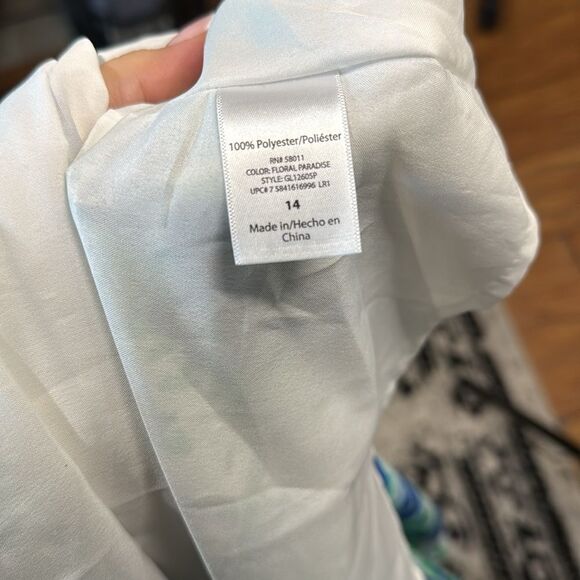 100% Polyester/Poliéster
RN# 58011
COLOR: FLORAL PARADISE
STYLE: GL12605P
UPC# 7 5841616996 LR1
14
Made in/Hecho en
China